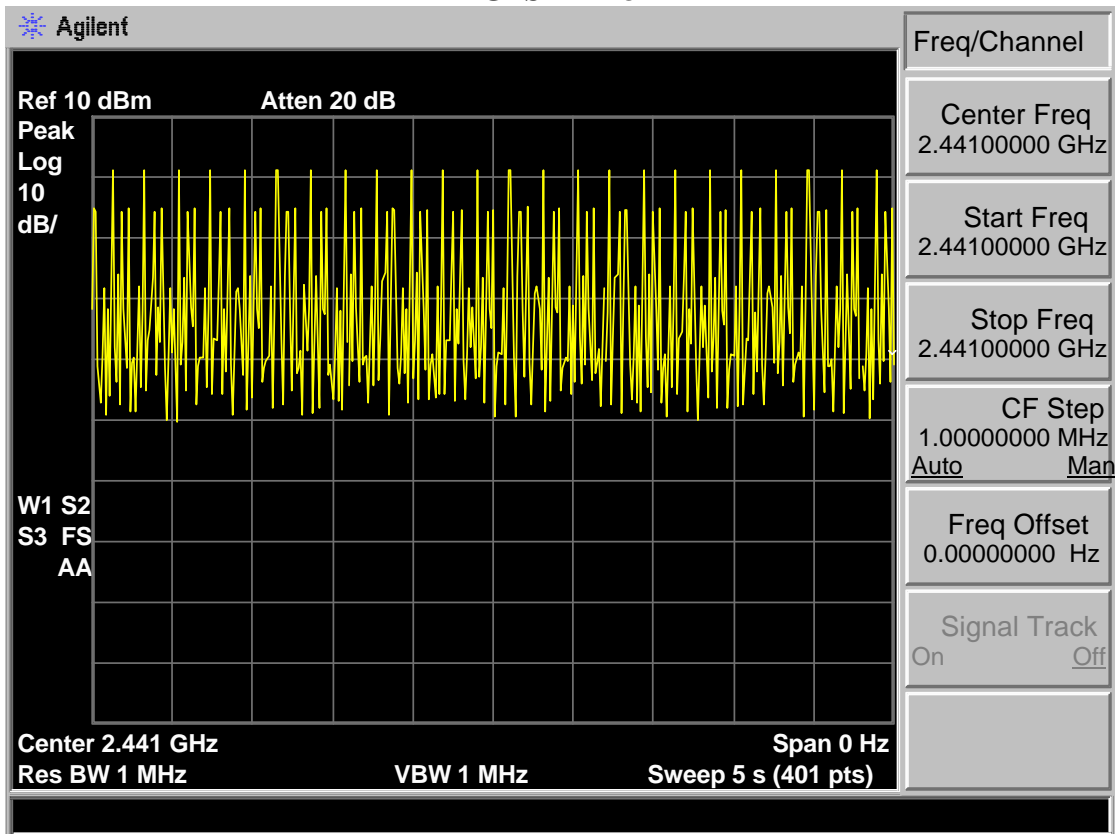 Agilent
Freq/Channel
Ref 10 dBm Atten 20 dB
Peak
Log
10
dB/
W1 S2
S3 FS
AA
Center 2.441 GHz Span 0 Hz
Res BW 1 MHz VBW 1 MHz Sweep 5 s (401 pts)
Center Freq
2.44100000 GHz
Start Freq
2.44100000 GHz
Stop Freq
2.44100000 GHz
CF Step
1.00000000 MHz
Auto Man
Freq Offset
0.00000000 Hz
Signal Track
On Off